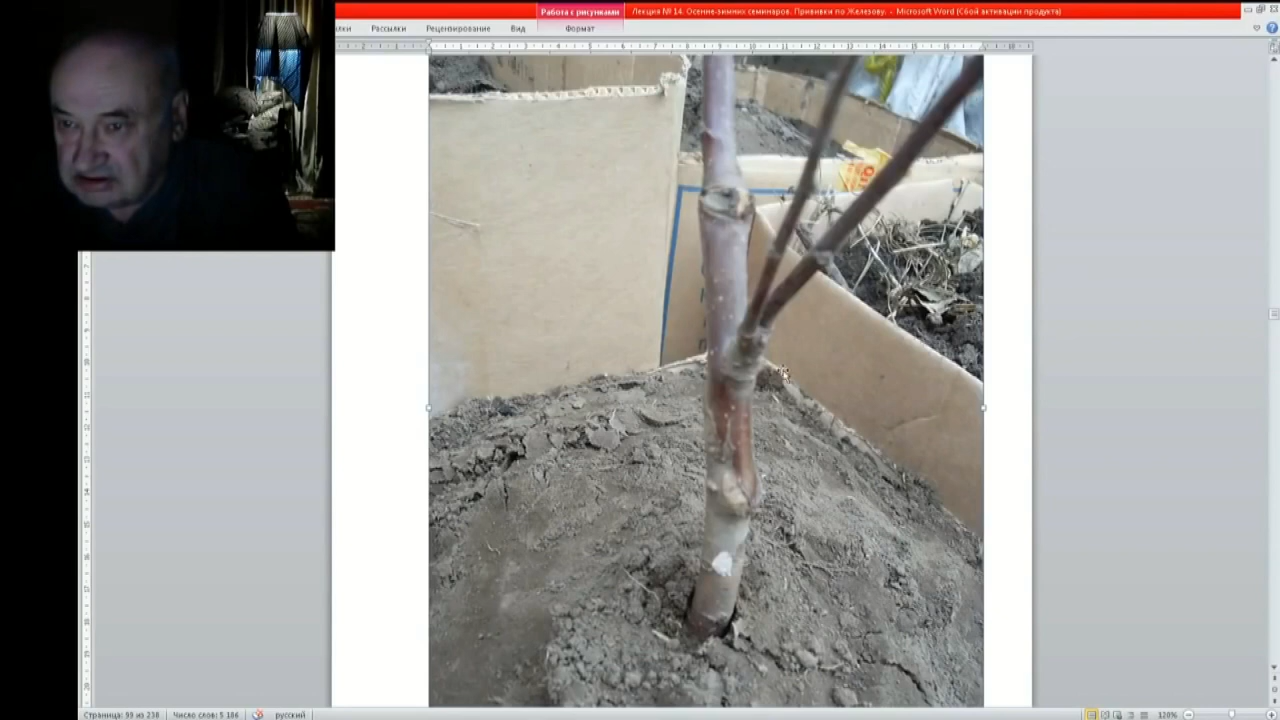 Работа с рисунками
Лекция № 14. Осенне-зимних семинаров. Прививки по Железову. - Microsoft Word (Сбой активации продукта)
Рассылки
Рецензирование
Вид
Формат
Страница: 99 из 238
Число слов: 5 186
русский
120%